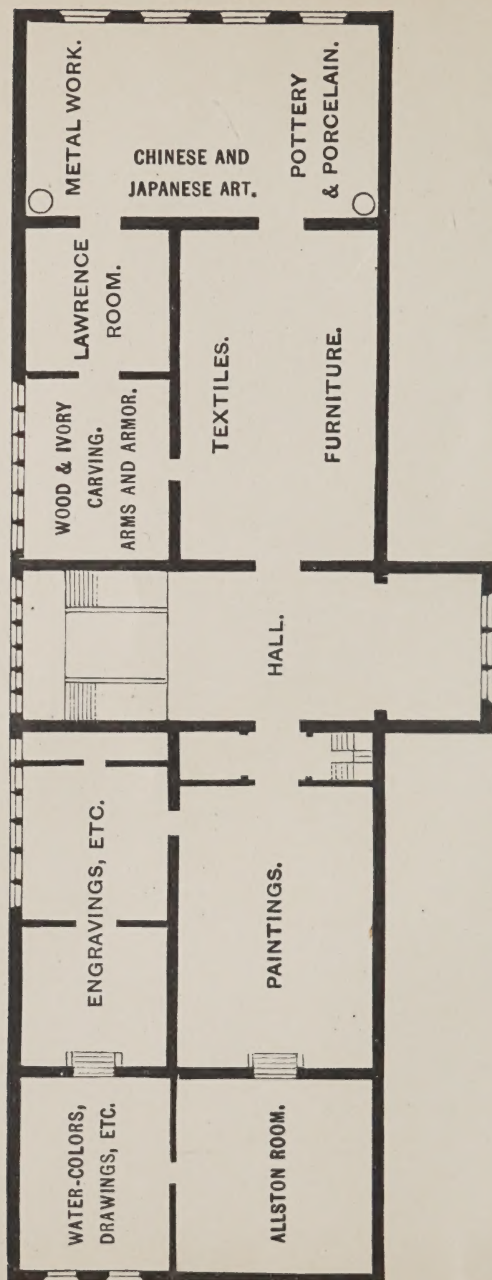 METAL WORK.
CHINESE AND
JAPANESE ART.
POTTERY
& PORCELAIN.
LAWRENCE
ROOM.
WOOD & IVORY
CARVING.
ARMS AND ARMOR.
TEXTILES.
FURNITURE.
HALL.
ENGRAVINGS, ETC.
PAINTINGS.
WATER-COLORS,
DRAWINGS, ETC.
ALLSTON ROOM.